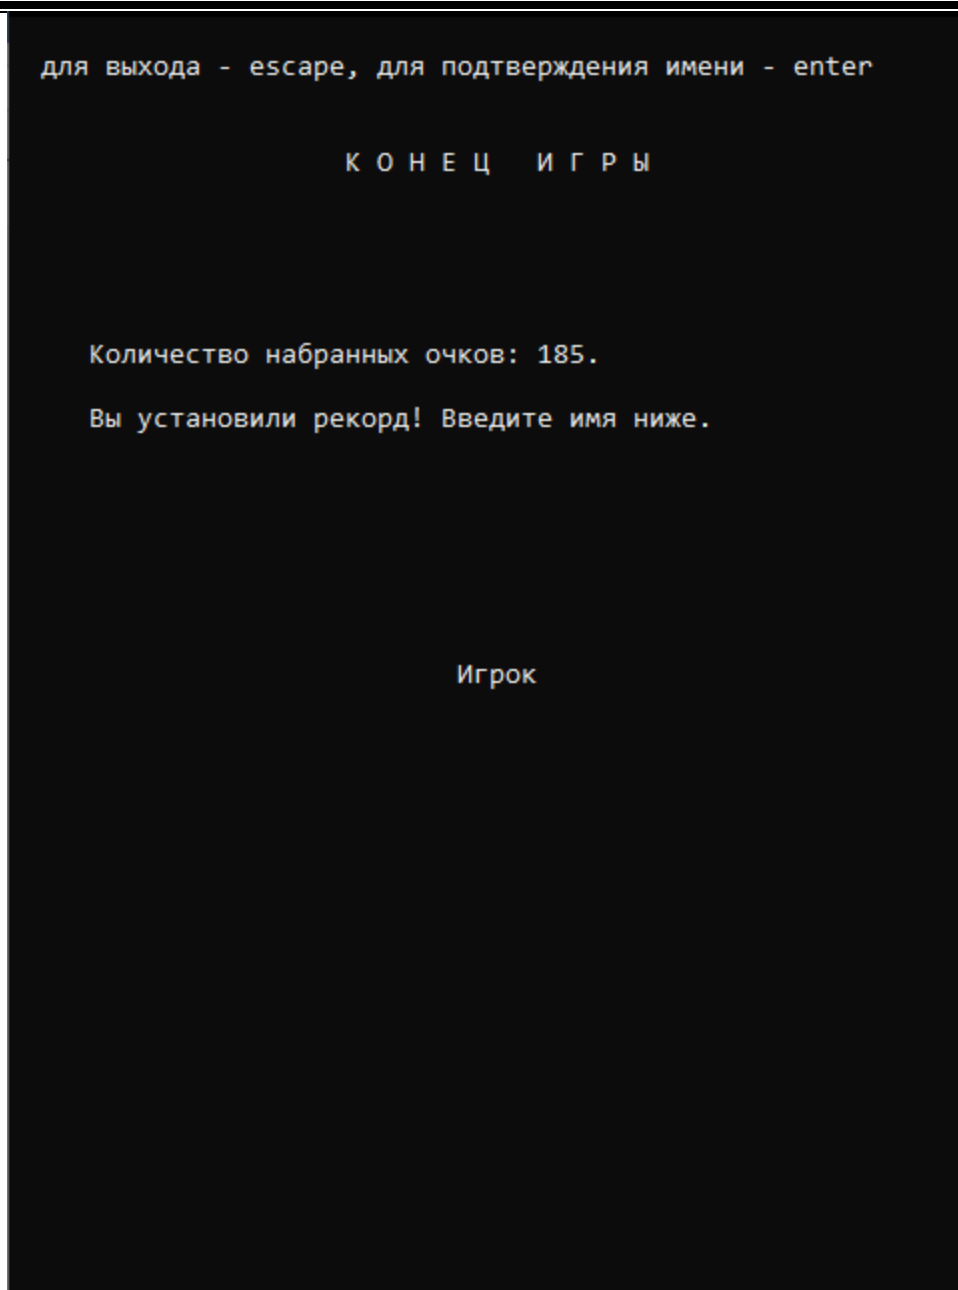 для выхода - escape, для подтверждения имени - enter
К О Н Е Ц   И Г Р Ы
Количество набранных очков: 185.
Вы установили рекорд! Введите имя ниже.
Игрок